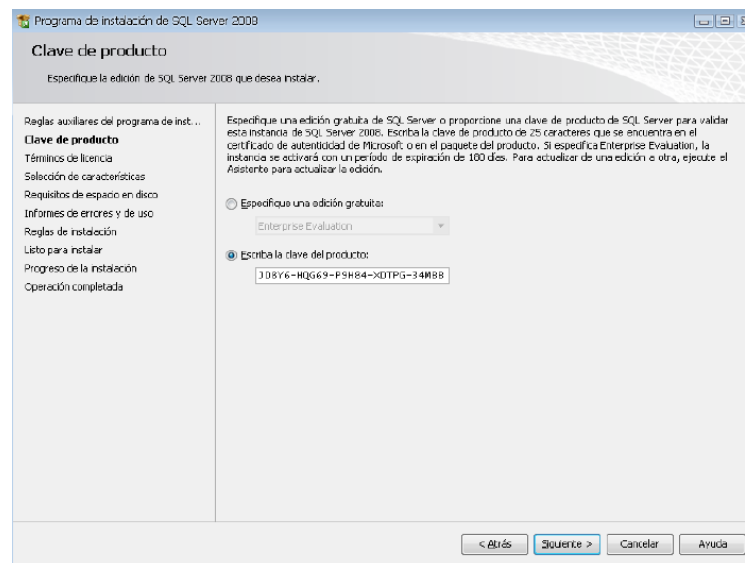 Programa de instalación de SQL Server 2008
Clave de producto
Especifique la edición de SQL Server 2008 que desea instalar.
Reglas auxiliares del programa de inst...
Clave de producto
Términos de licencia
Selección de características
Requisitos de espacio en disco
Informes de errores y de uso
Reglas de instalación
Listo para instalar
Progreso de la instalación
Operación completada
Especifique una edición gratuita de SQL Server o proporcione una clave de producto de SQL Server para validar
esta instancia de SQL Server 2008. Escriba la clave de producto de 25 caracteres que se encuentra en el
certificado de autenticidad de Microsoft o en el paquete del producto. Si especifica Enterprise Evaluation, la
instancia se activará con un período de expiración de 180 días. Para actualizar de una edición a otra, ejecute el
Asistente para actualizar la edición.
Especifique una edición gratuita:
Enterprise Evaluation
Escriba la clave del producto:
JD8Y6-HQG69-P9H84-XDTPG-34MBB
< Atrás
Siguiente >
Cancelar
Ayuda